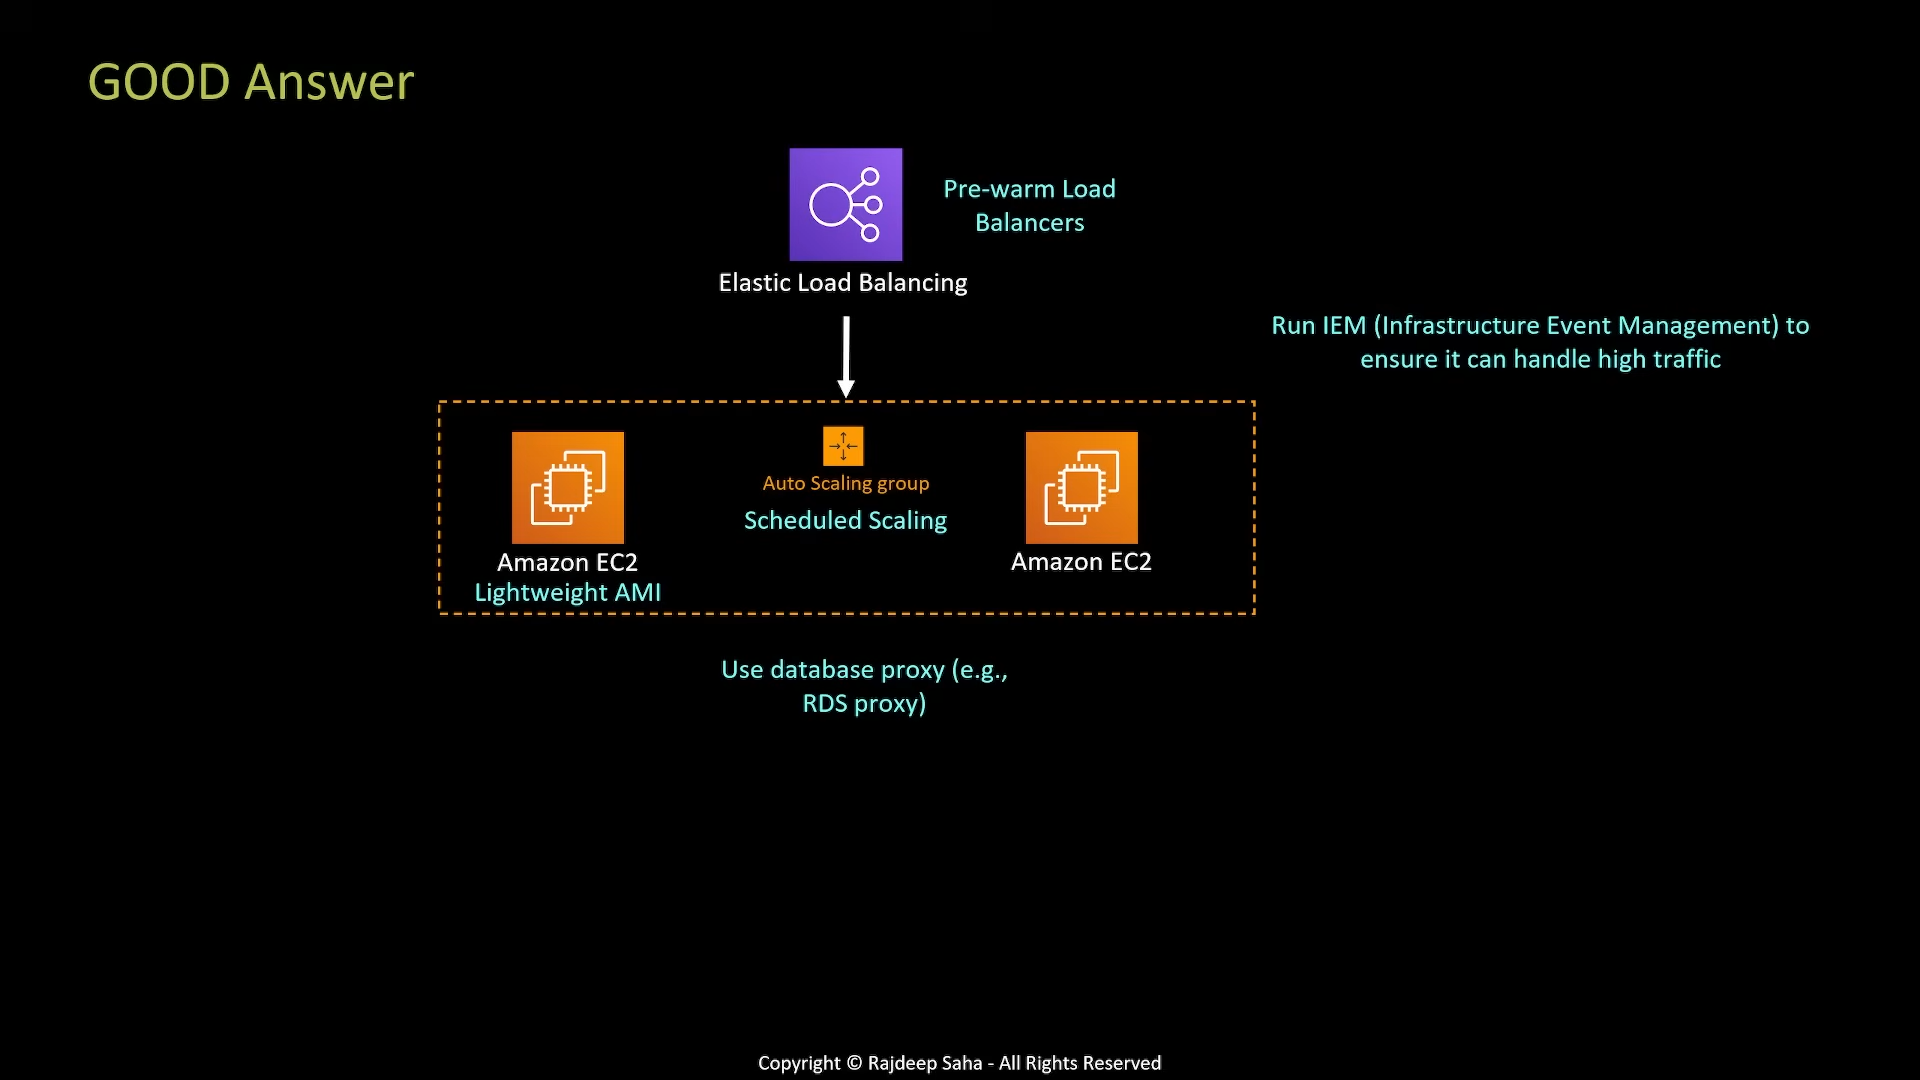 GOOD Answer
Pre-warm Load
Balancers
Elastic Load Balancing
Run IEM (Infrastructure Event Management) to
ensure it can handle high traffic
Auto Scaling group
Scheduled Scaling
Amazon EC2
Lightweight AMI
Amazon EC2
Use database proxy (e.g.,
RDS proxy)
Copyright © Rajdeep Saha - All Rights Reserved